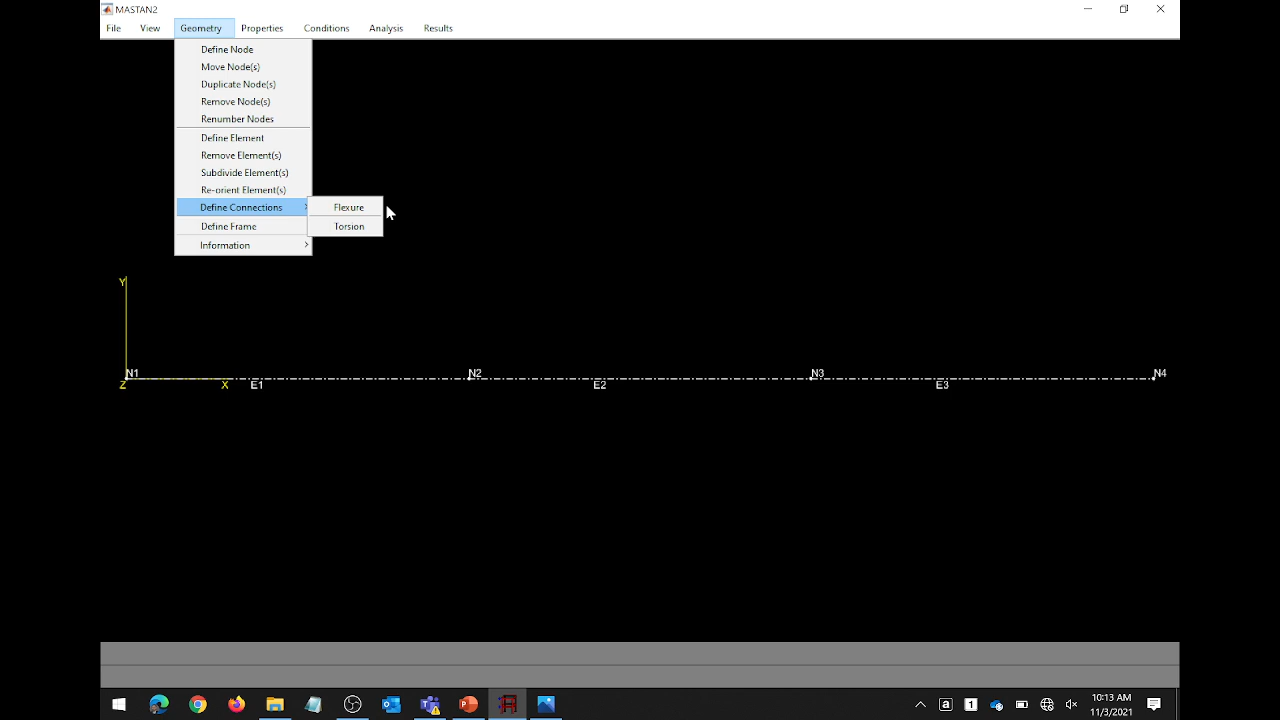 MASTAN2
File View Geometry Properties Conditions Analysis Results
Define Node
Move Node(s)
Duplicate Node(s)
Remove Node(s)
Renumber Nodes
Define Element
Remove Element(s)
Subdivide Element(s)
Re-orient Element(s)
Define Connections
Flexure
Define Frame
Torsion
Information
Y
N1 N2 N3 N4
Z X E1 E2 E3
a 1
10:13 AM
11/3/2021